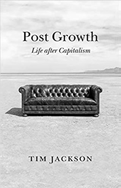 Post Growth
Life after Capitalism
TIM JACKSON